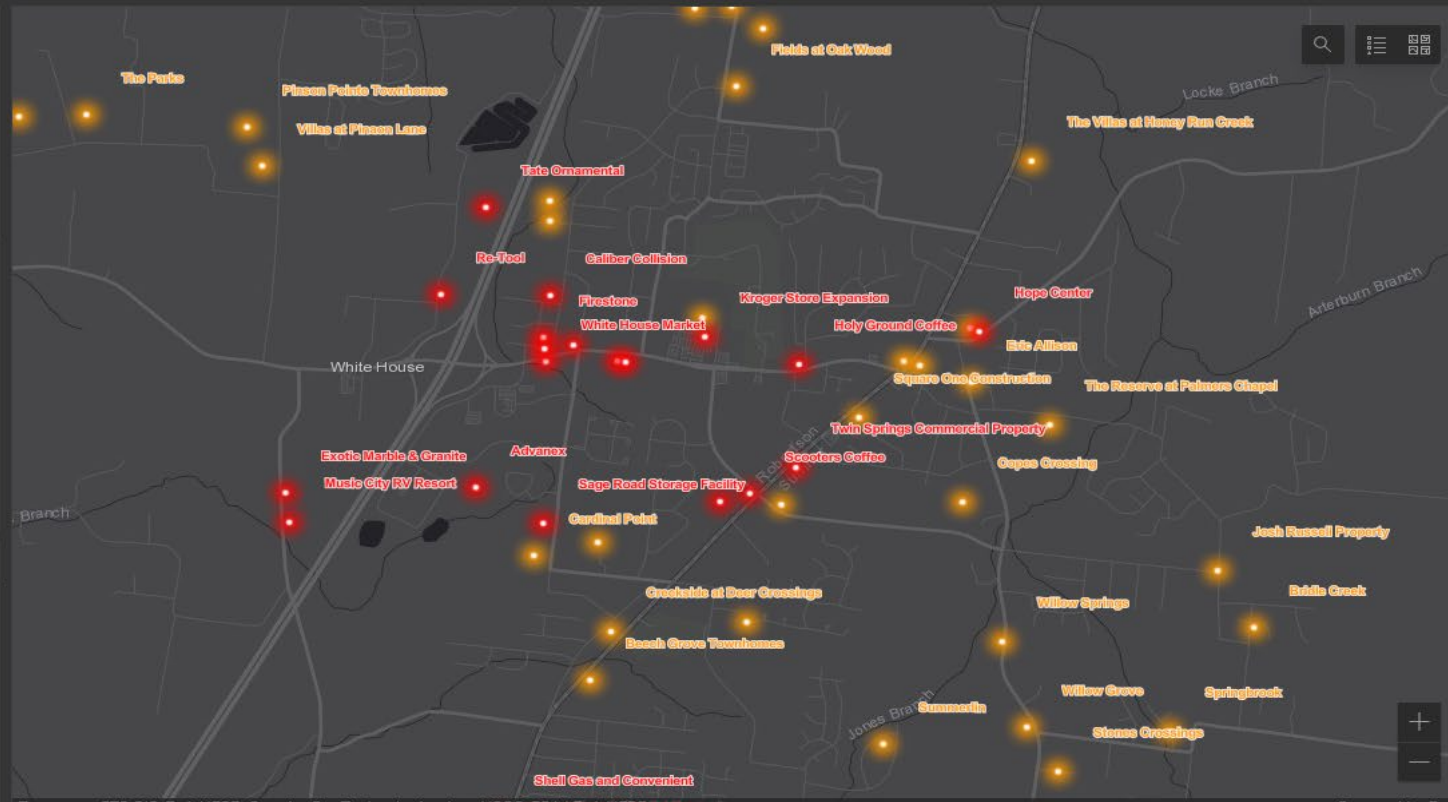 Fields at Oak Wood
The Parks
Pinson Pointe Townhomes
Locke Branch
The Villas at Honey Run Creek
Villas at Pinson Lane
Tate Ornamental
Re-Tool
Caliber Collision
Hope Center
Arterburn Branch
Firestone
Kroger Store Expansion
White House Market
Holy Ground Coffee
Eric Allison
White House
Square One Construction
The Reserve at Palmers Chapel
Twin Springs Commercial Property
Advanex
Exotic Marble & Granite
Scooters Coffee
Copes Crossing
Music City RV Resort
Sage Road Storage Facility
Branch
Cardinal Point
Josh Russell Property
Creekside at Deer Crossings
Bridle Creek
Willow Springs
Beech Grove Townhomes
Willow Grove
Springbrook
Jones Branch
Summerlin
Stones Crossings
Shell Gas and Convenient